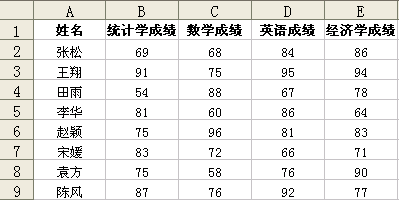 A B C D E
1 姓名 统计学成绩 数学成绩 英语成绩 经济学成绩
2 张松 69 68 84 86
3 王翔 91 75 95 94
4 田雨 54 88 67 78
5 李华 81 60 86 64
6 赵颖 75 96 81 83
7 宋媛 83 72 66 71
8 袁方 75 58 76 90
9 陈风 87 76 92 77